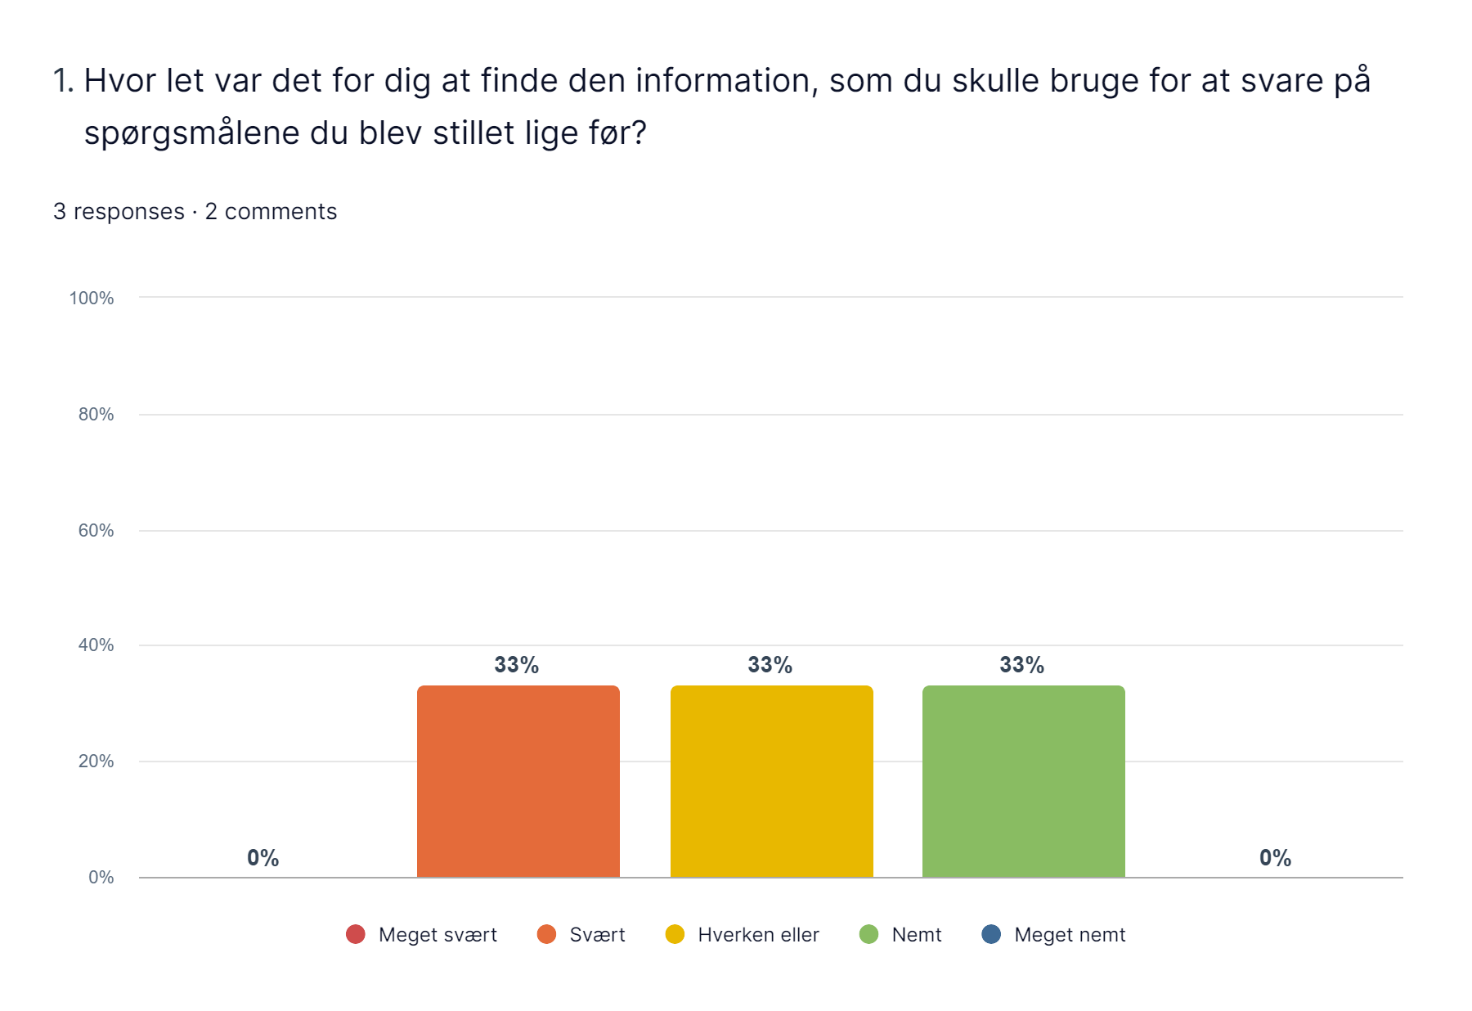 1. Hvor let var det for dig at finde den information, som du skulle bruge for at svare på
spørgsmålene du blev stillet lige før?
3 responses · 2 comments
100%
80%
60%
40%
20%
0%
0%
33%
33%
33%
0%
Meget svært
Svært
Hverken eller
Nemt
Meget nemt